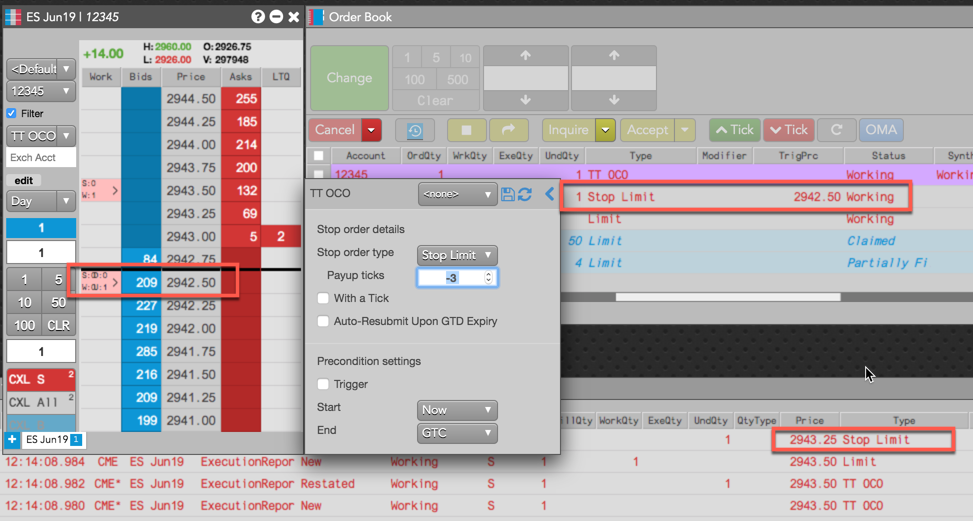 ES Jun19 | 12345
Order Book
+14.00
H: 2960.00 O: 2926.75
L: 2926.00 V: 297948
Work Bids Price Asks LTQ
<Default
12345
Filter
TT OCO
Exch Acct
edit
Day
1
1
1 5
10 50
100 CLR
1
CXL S 2
CXL All 2
2944.50 255
2944.25 185
2944.00 214
2943.75 200
S:0
W:1
2943.50 132
2943.25 69
2943.00 5 2
84 2942.75
209 2942.50
227 2942.25
219 2942.00
285 2941.75
216 2941.50
209 2941.25
199 2941.00
+ ES Jun19 1
Change
1 5 10
100 500
Clear
Cancel
Inquire
Accept
Tick
Tick
C
OMA
Account OrdQty WrkQty ExeQty UndQty Type Modifier TrigPrc Status Synth
12345 1 1 TT OCO Working Workin
1 Stop Limit 2942.50 Working
Limit Working
50 Limit Claimed
4 Limit Partially Fi
TT OCO <none>
Stop order details
Stop order type Stop Limit
Payup ticks -3
With a Tick
Auto-Resubmit Upon GTD Expiry
Precondition settings
Trigger
Start Now
End GTC
illQty WorkQty ExeQty UndQty QtyType Price Type
1 2943.25 Stop Limit
12:14:08.984 CME ES Jun19 ExecutionRepor New Working S 1 1 2943.50 Limit
12:14:08.982 CME* ES Jun19 ExecutionRepor Restated Working S 1 1 2943.50 TT OCO
12:14:08.980 CME* ES Jun19 ExecutionRepor New Working S 1 2943.50 TT OCO